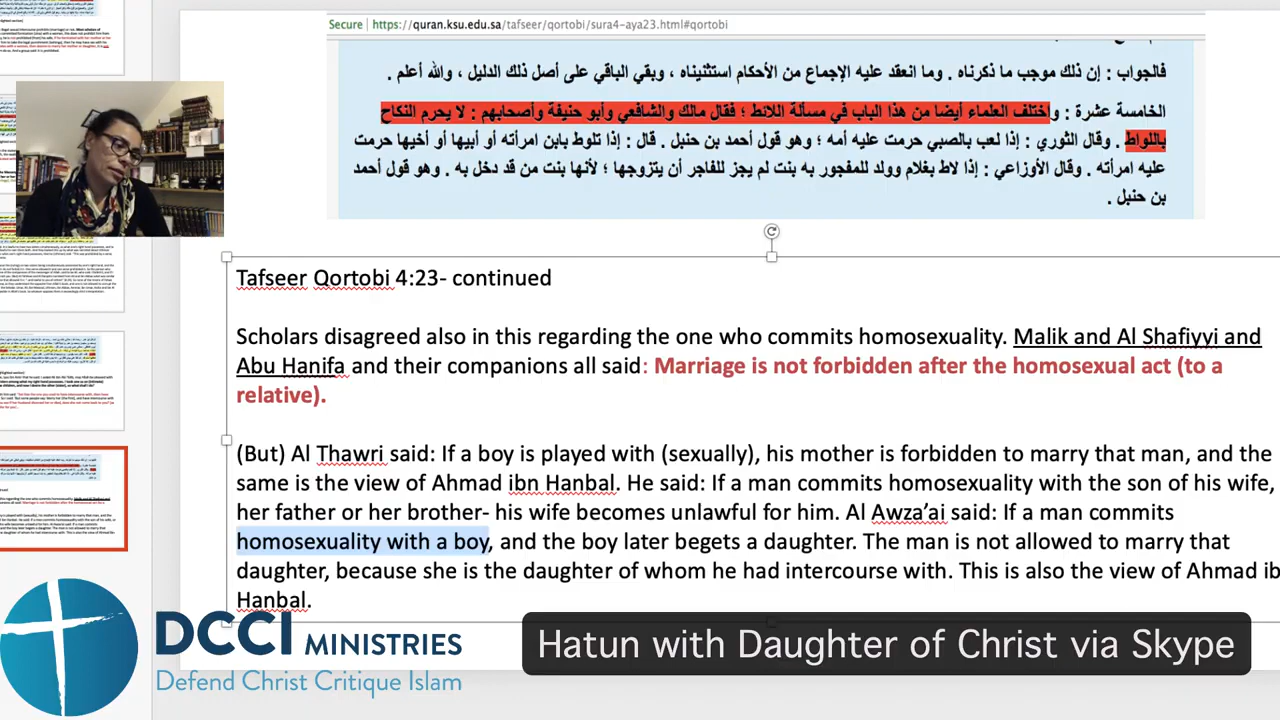 Secure | https://quran.ksu.edu.sa/tafseer/qortobi/sura4-aya23.html#qortobi
فالجواب : إن ذلك موجب ما ذكرناه . وما انعقد عليه الإجماع من الأحكام استثنيناه ، وبقي الباقي على أصل ذلك الدليل ، والله أعلم .
الخامسة عشرة : واختلف العلماء أيضا من هذا الباب في مسألة اللائط ؛ فقال مالك والشافعي وأبو حنيفة وأصحابهم : لا يحرم النكاح
باللواط . وقال الثوري : إذا لعب بالصبي حرمت عليه أمه ؛ وهو قول أحمد بن حنبل . قال : إذا تلوط بابن امرأته أو أبيها أو أخيها حرمت
عليه امرأته . وقال الأوزاعي : إذا لاط بغلام وولد للمفجور به بنت لم يجز للفاجر أن يتزوجها ؛ لأنها بنت من قد دخل به . وهو قول أحمد
بن حنبل .
Tafseer Qortobi 4:23- continued
Scholars disagreed also in this regarding the one who commits homosexuality. Malik and Al Shafiyyi and
Abu Hanifa and their companions all said: Marriage is not forbidden after the homosexual act (to a
relative).
(But) Al Thawri said: If a boy is played with (sexually), his mother is forbidden to marry that man, and the
same is the view of Ahmad ibn Hanbal. He said: If a man commits homosexuality with the son of his wife,
her father or her brother - his wife becomes unlawful for him. Al Awza'ai said: If a man commits
homosexuality with a boy, and the boy later begets a daughter. The man is not allowed to marry that
daughter, because she is the daughter of whom he had intercourse with. This is also the view of Ahmad ib
Hanbal.
DCCI MINISTRIES
Defend Christ Critique Islam
Hatun with Daughter of Christ via Skype